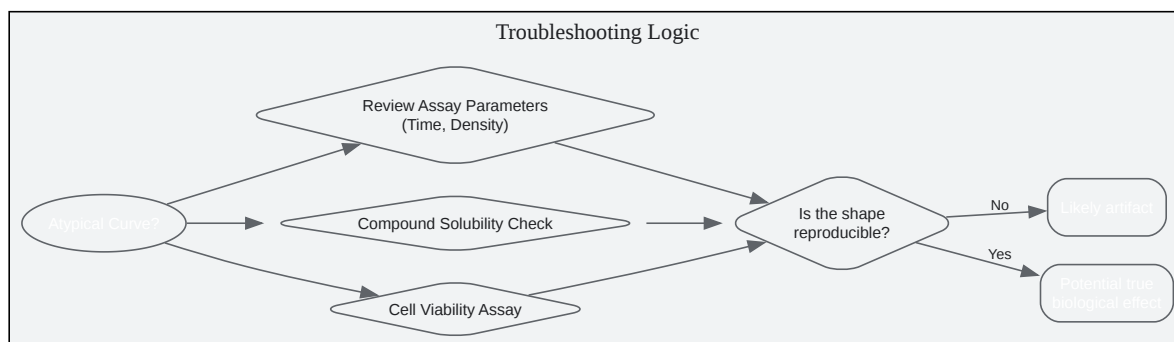 Troubleshooting Logic
Review Assay Parameters
(Time, Density)
Atypical Curve?
Compound Solubility Check
Cell Viability Assay
Is the shape
reproducible?
No
Likely artifact
Yes
Potential true
biological effect